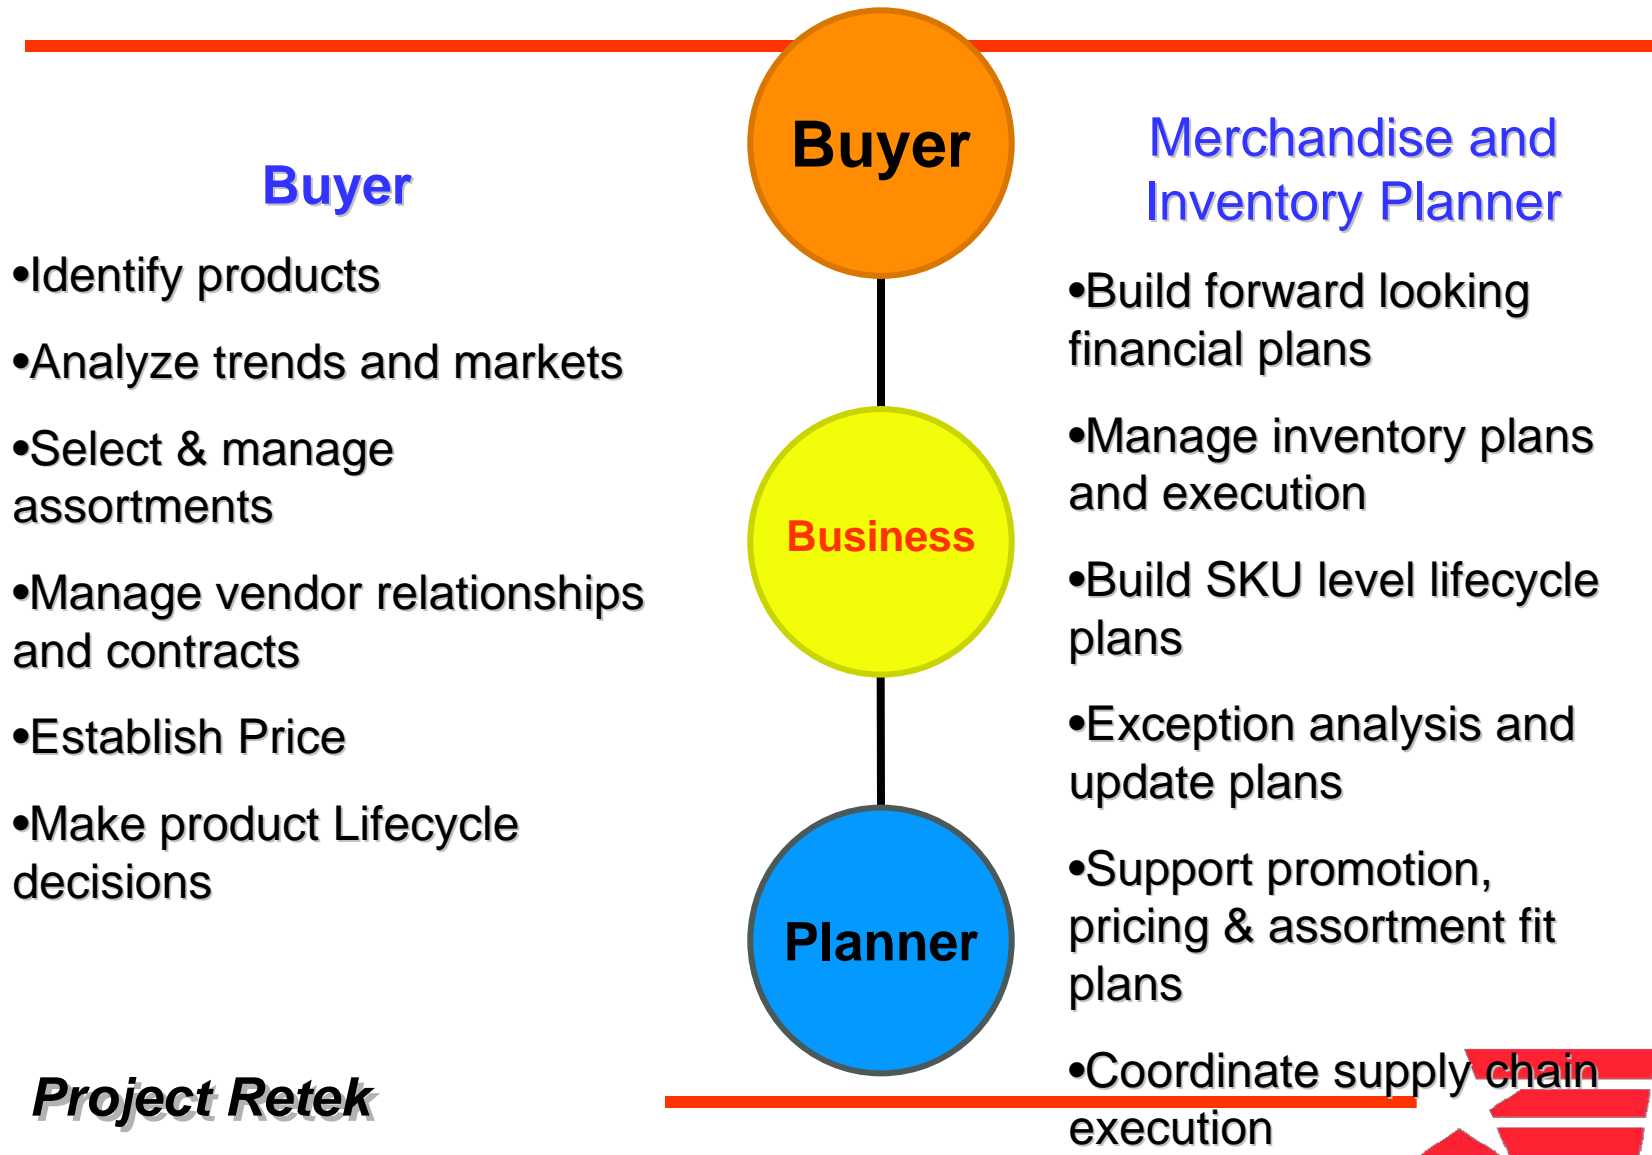 Buyer
•Identify products
•Analyze trends and markets
•Select & manage
assortments
•Manage vendor relationships
and contracts
•Establish Price
•Make product Lifecycle
decisions
Buyer
Business
Planner
Merchandise and
Inventory Planner
•Build forward looking
financial plans
•Manage inventory plans
and execution
•Build SKU level lifecycle
plans
•Exception analysis and
update plans
•Support promotion,
pricing & assortment fit
plans
•Coordinate supply chain
execution
Project Retek